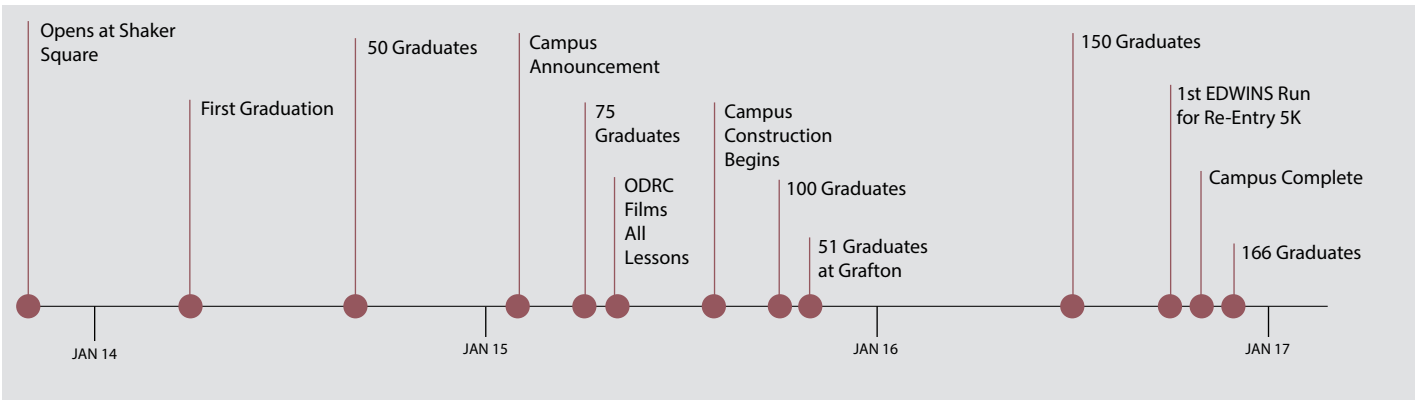 Opens at Shaker
Square
First Graduation
50 Graduates
Campus
Announcement
75
Graduates
ODRC
Films
All
Lessons
Campus
Construction
Begins
100 Graduates
51 Graduates
at Grafton
150 Graduates
1st EDWINS Run
for Re-Entry 5K
Campus Complete
166 Graduates
JAN 14
JAN 15
JAN 16
JAN 17